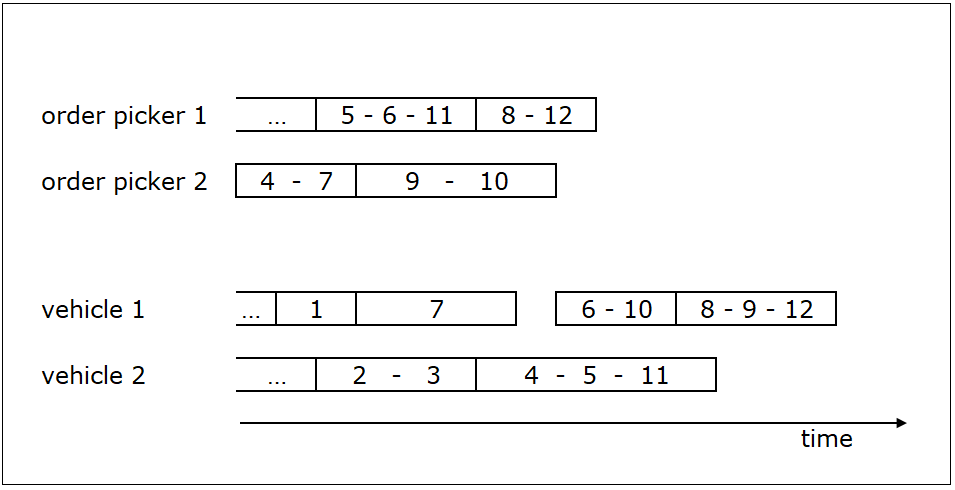 order picker 1 ... 5 - 6 - 11 8 - 12
order picker 2 4 - 7 9 - 10
vehicle 1 ... 1 7 6 - 10 8 - 9 - 12
vehicle 2 ... 2 - 3 4 - 5 - 11
time